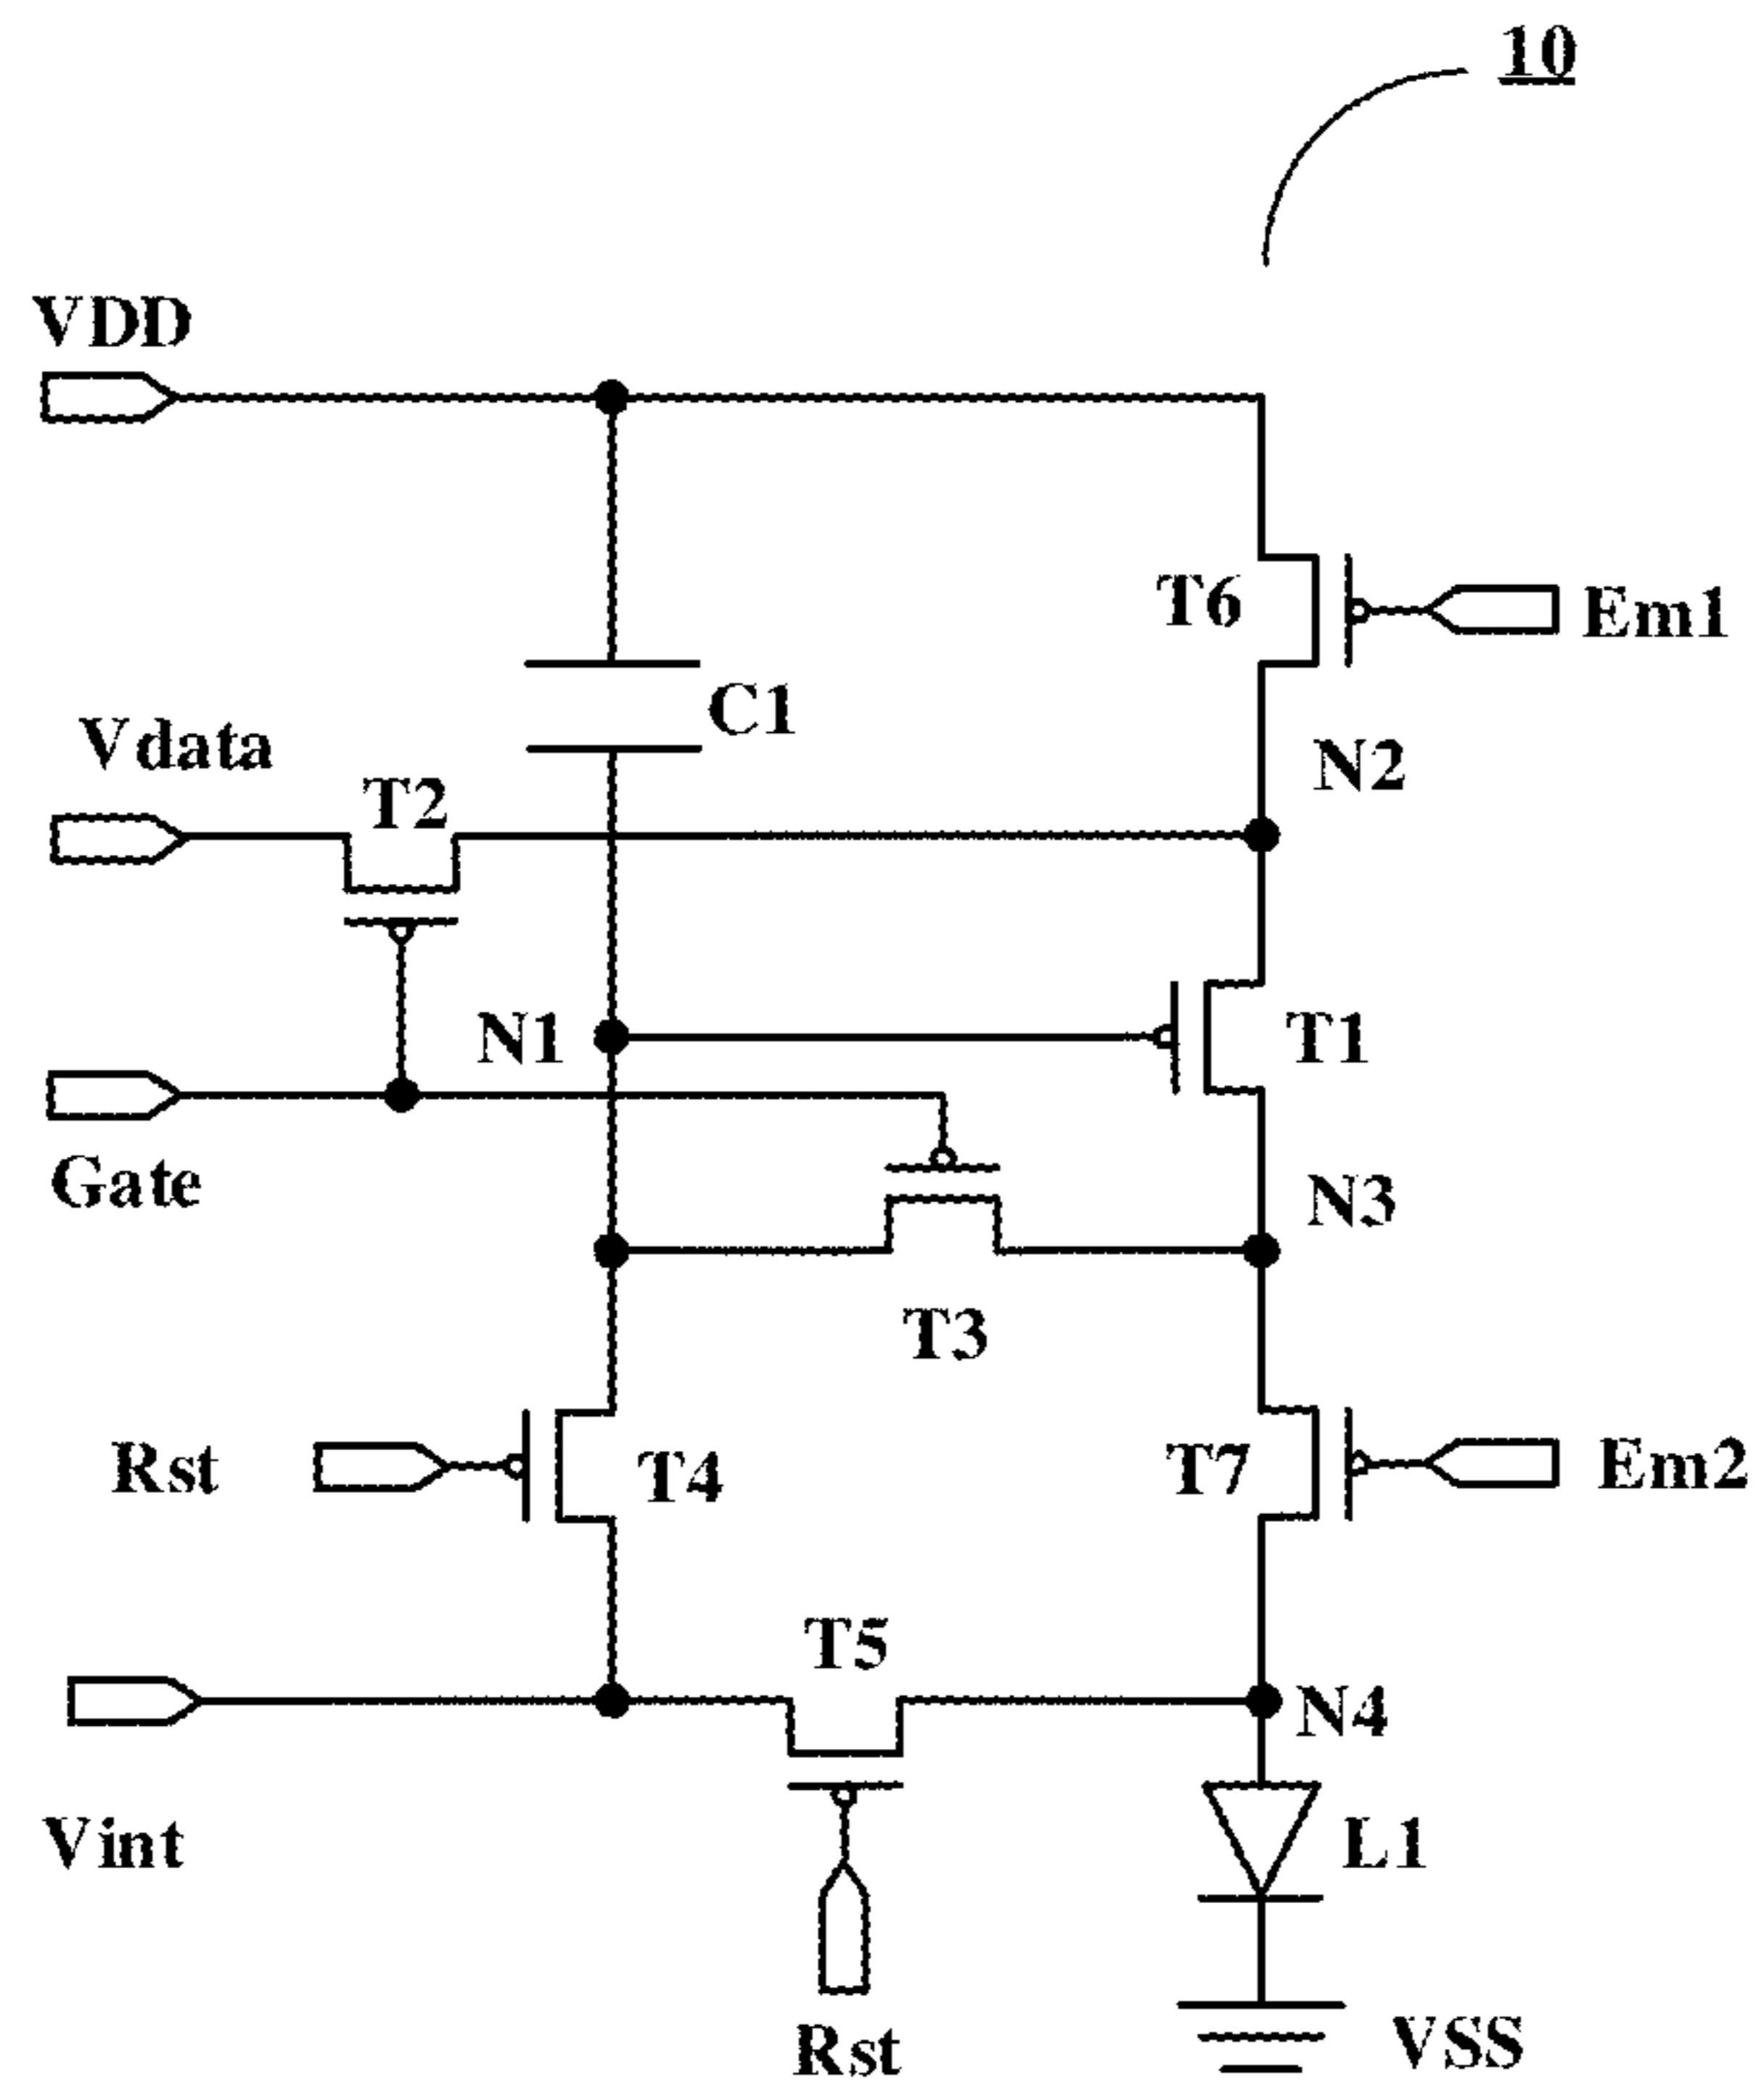 10
VDD
T6
Em1
C1
Vdata
N2
T2
N1
T1
Gate
N3
T3
Rst
T4
T7
Em2
T5
N4
Vint
L1
Rst
VSS